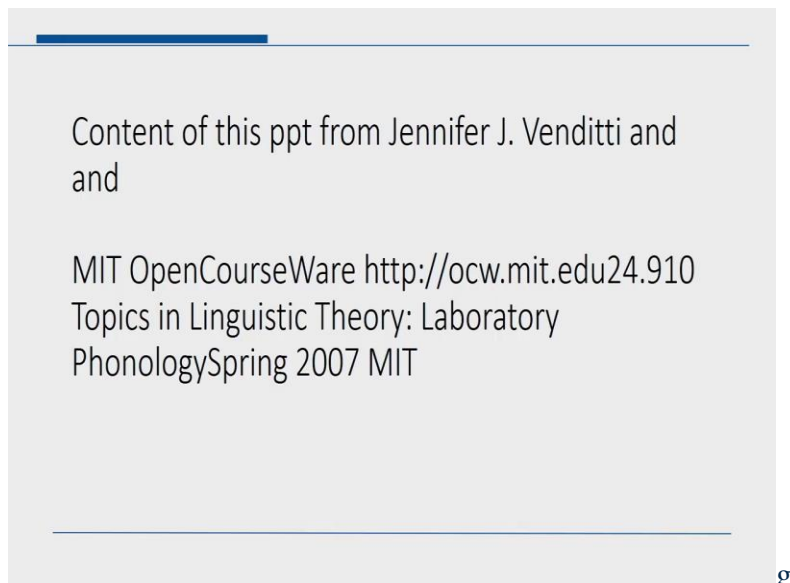 Content of this ppt from Jennifer J. Venditti and
and
MIT OpenCourseWare http://ocw.mit.edu24.910
Topics in Linguistic Theory: Laboratory
PhonologySpring 2007 MIT
g